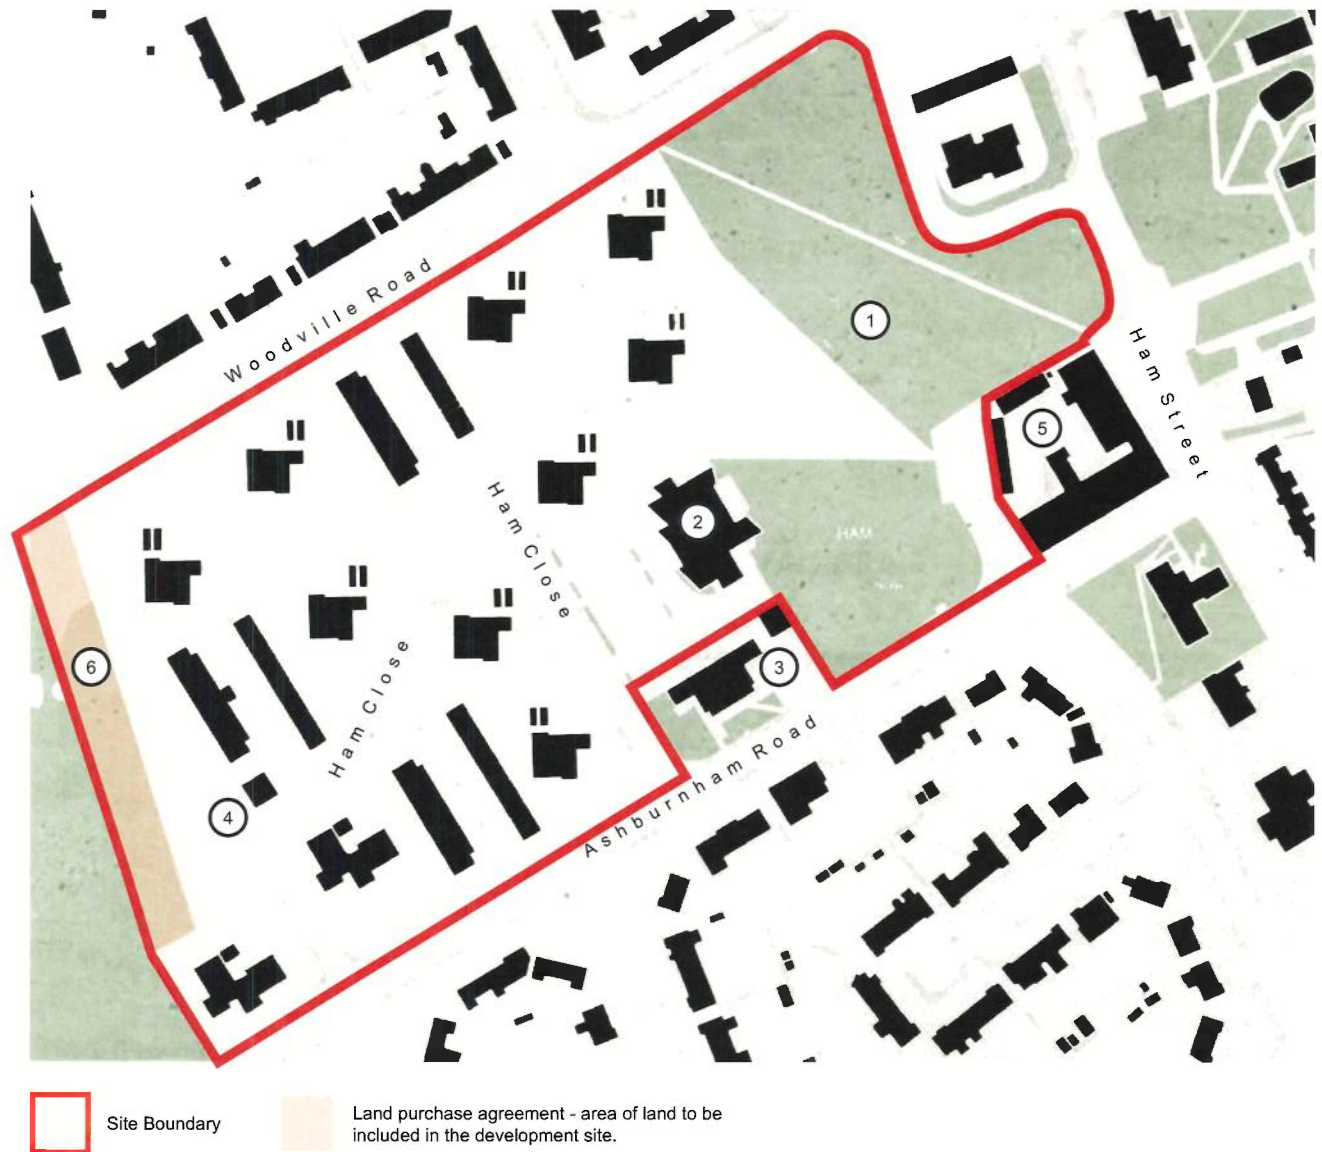 Woodville Road
1
Ham Street
5
Ham Close
2
HAM
6
3
Ham Close
Ashburnham Road
4
Site Boundary
Land purchase agreement - area of land to be
included in the development site.